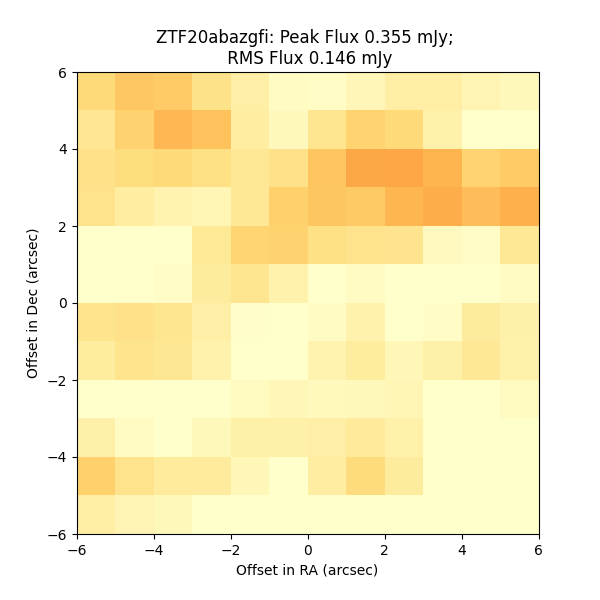 ZTF20abazgfi: Peak Flux 0.355 mJy;
RMS Flux 0.146 mJy
6
4
2
0
−2
−4
−6
Offset in Dec (arcsec)
−6 −4 −2 0 2 4 6
Offset in RA (arcsec)